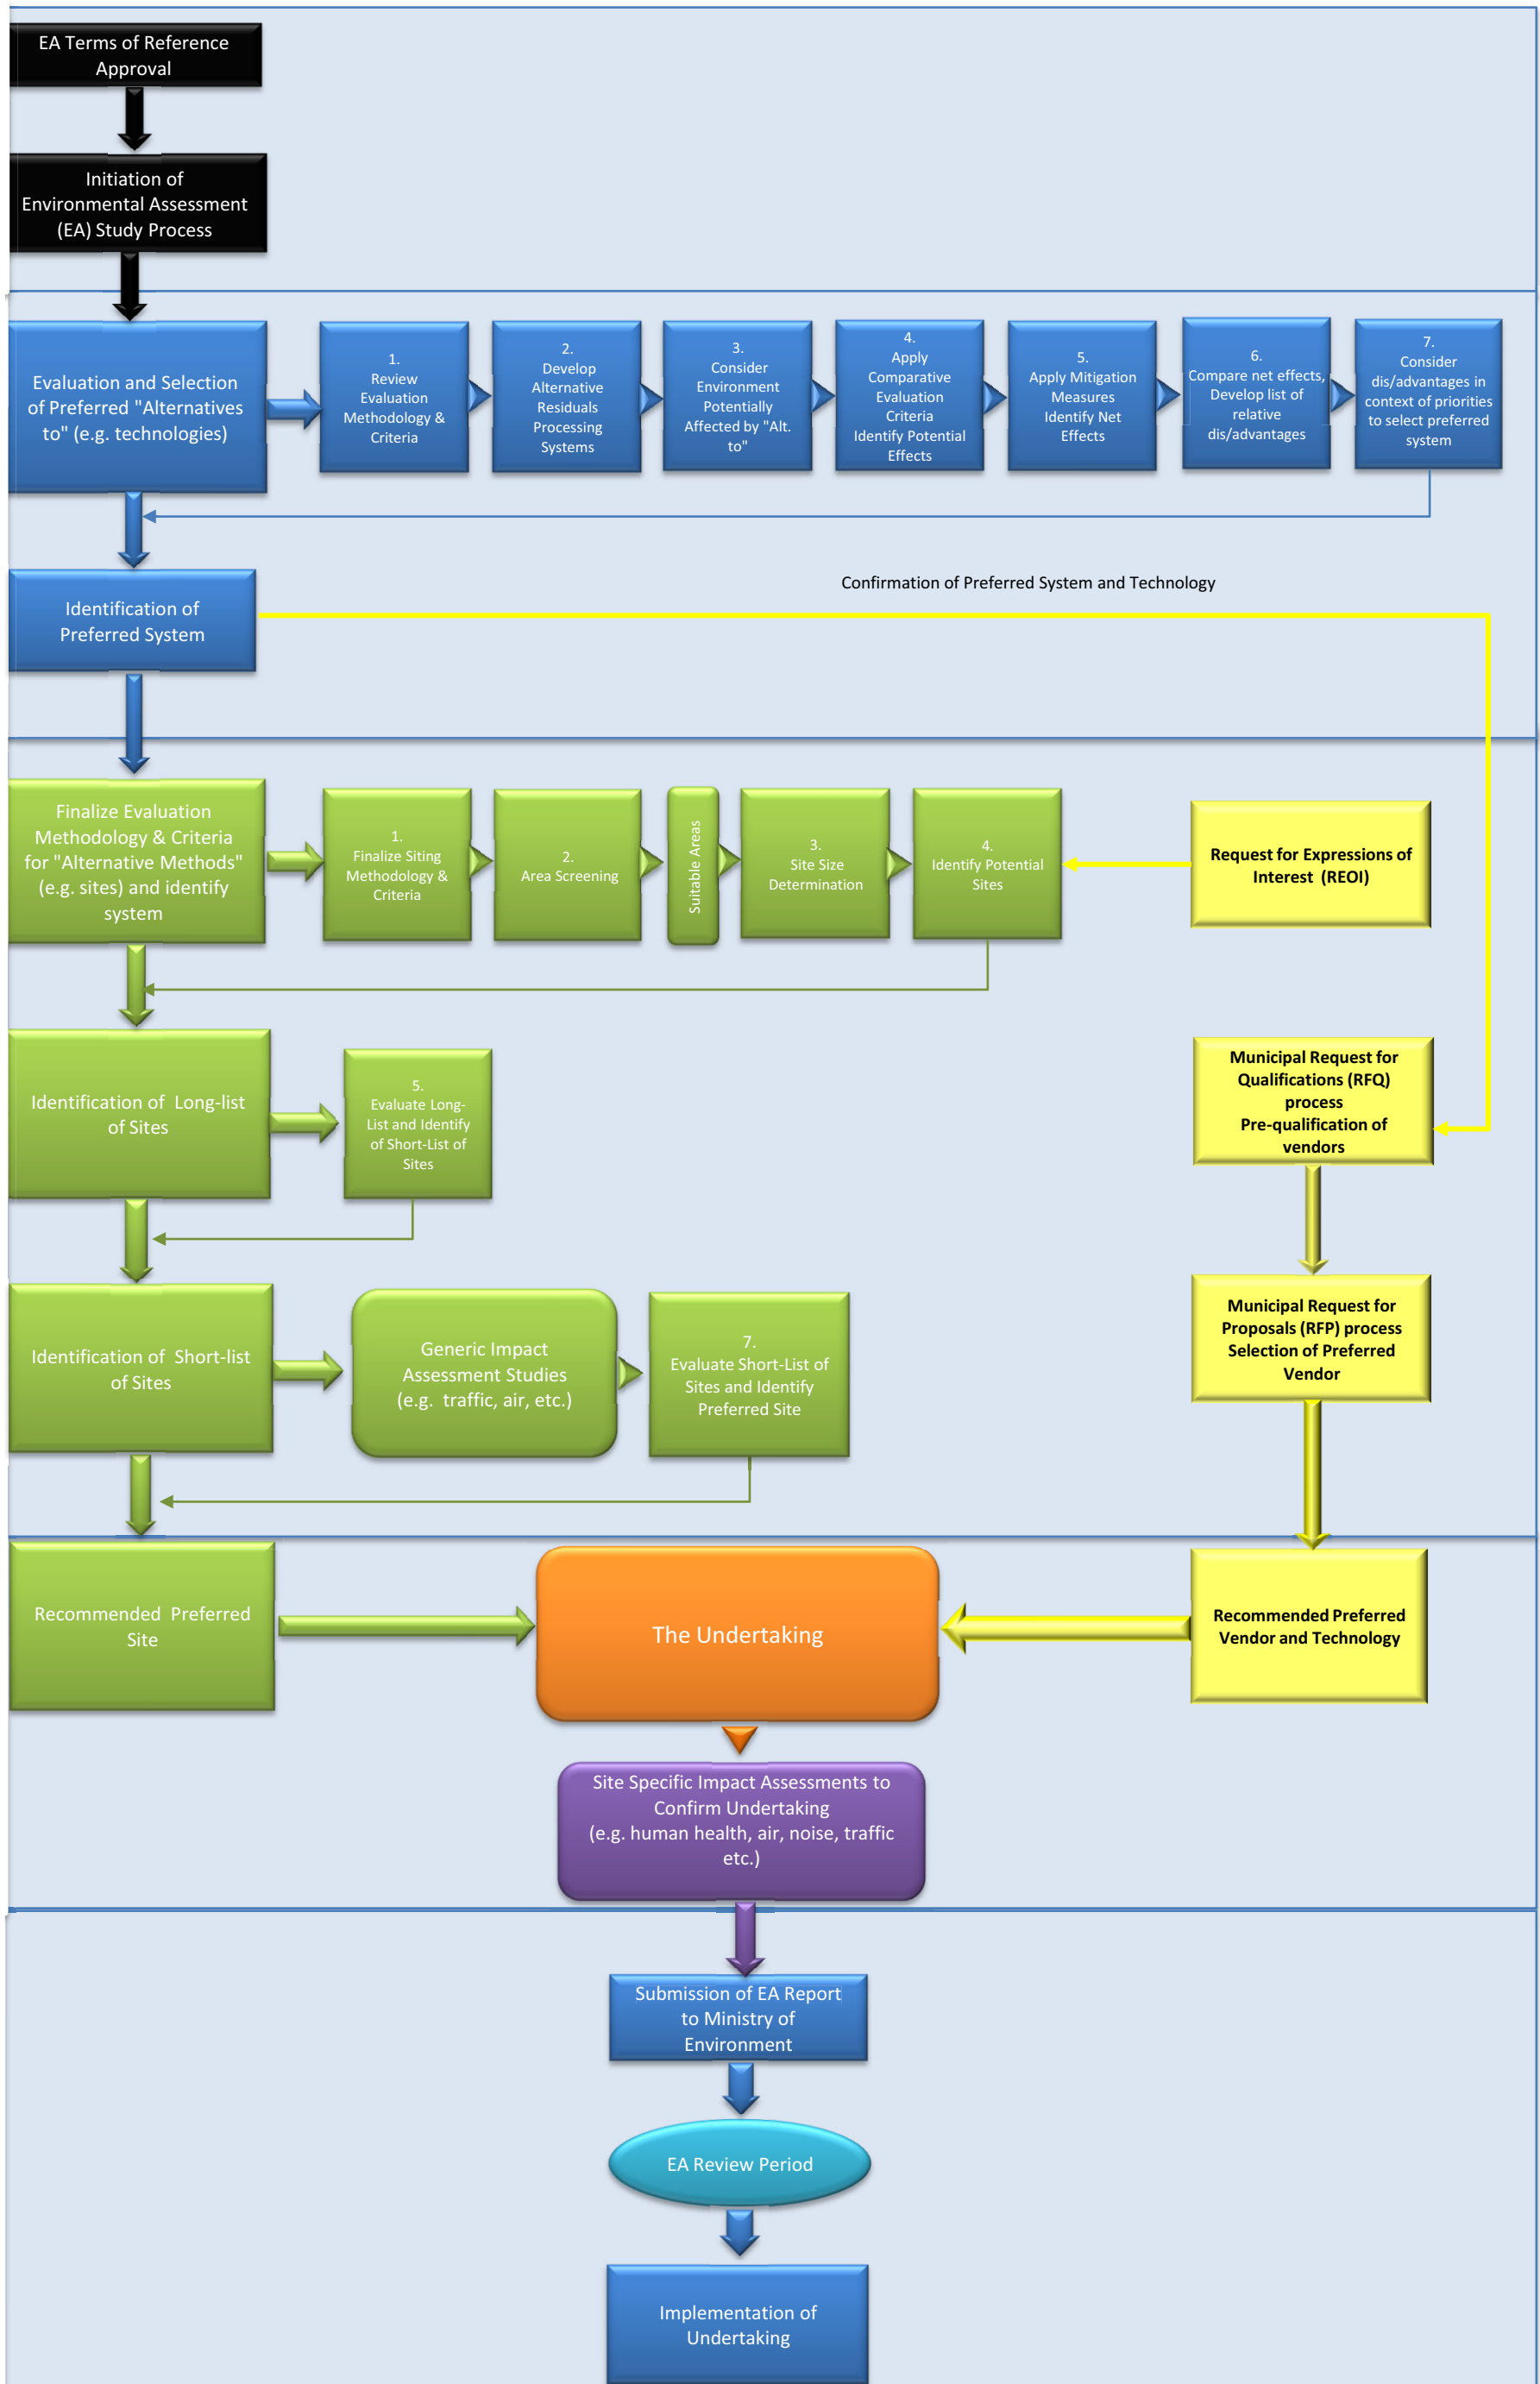 EA Terms of Reference
Approval
Initiation of
Environmental Assessment
(EA) Study Process
Evaluation and Selection
of Preferred "Alternatives
to" (e.g. technologies)
1.
Review
Evaluation
Methodology &
Criteria
2.
Develop
Alternative
Residuals
Processing
Systems
3.
Consider
Environment
Potentially
Affected by "Alt.
to"
4.
Apply
Comparative
Evaluation
Criteria
Identify Potential
Effects
5.
Apply Mitigation
Measures
Identify Net
Effects
6.
Compare net effects,
Develop list of
relative
dis/advantages
7.
Consider
dis/advantages in
context of priorities
to select preferred
system
Identification of
Preferred System
Confirmation of Preferred System and Technology
Finalize Evaluation
Methodology & Criteria
for "Alternative Methods"
(e.g. sites) and identify
system
1.
Finalize Siting
Methodology &
Criteria
2.
Area Screening
Suitable Areas
3.
Site Size
Determination
4.
Identify Potential
Sites
Request for Expressions of
Interest (REOI)
Identification of Long-list
of Sites
5.
Evaluate Long-
List and Identify
of Short-List of
Sites
Municipal Request for
Qualifications (RFQ)
process
Pre-qualification of
vendors
Identification of Short-list
of Sites
Generic Impact
Assessment Studies
(e.g. traffic, air, etc.)
7.
Evaluate Short-List of
Sites and Identify
Preferred Site
Municipal Request for
Proposals (RFP) process
Selection of Preferred
Vendor
Recommended Preferred
Site
The Undertaking
Recommended Preferred
Vendor and Technology
Site Specific Impact Assessments to
Confirm Undertaking
(e.g. human health, air, noise, traffic
etc.)
Submission of EA Report
to Ministry of
Environment
EA Review Period
Implementation of
Undertaking